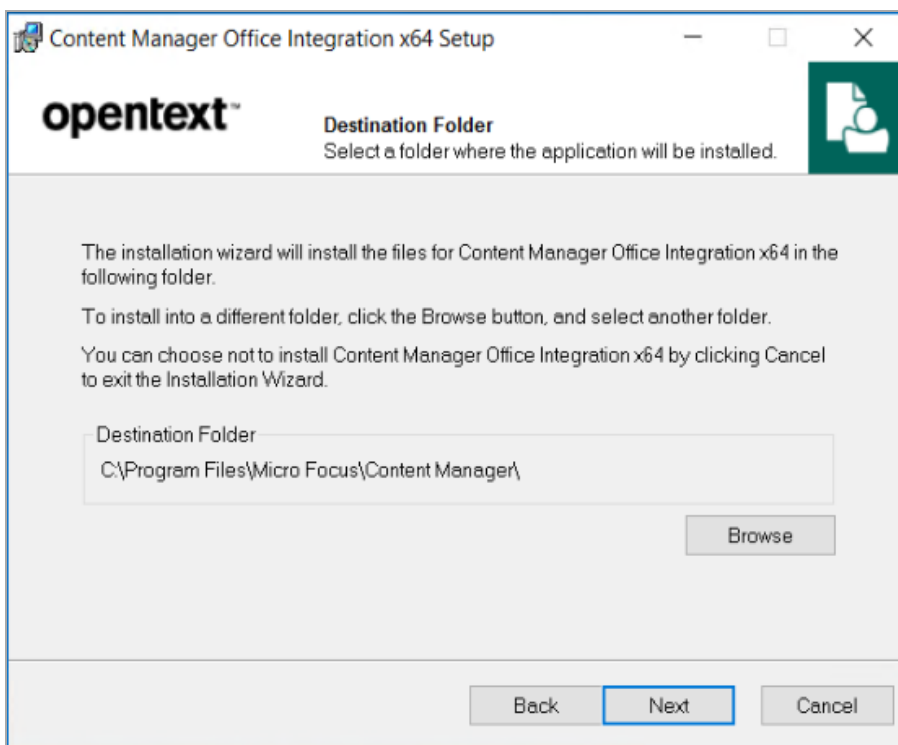 Content Manager Office Integration x64 Setup
opentext™
Destination Folder
Select a folder where the application will be installed.
The installation wizard will install the files for Content Manager Office Integration x64 in the
following folder.
To install into a different folder, click the Browse button, and select another folder.
You can choose not to install Content Manager Office Integration x64 by clicking Cancel
to exit the Installation Wizard.
Destination Folder
C:\Program Files\Micro Focus\Content Manager\
Browse
Back
Next
Cancel